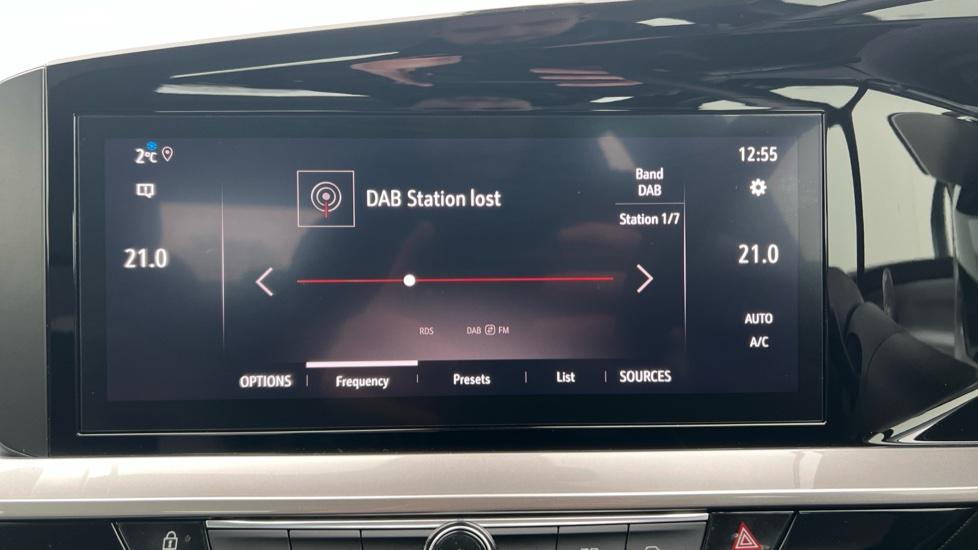 2°C
12:55
DAB Station lost
Band
DAB
Station 1/7
21.0
21.0
RDS
DAB FM
AUTO
A/C
OPTIONS
Frequency
Presets
List
SOURCES